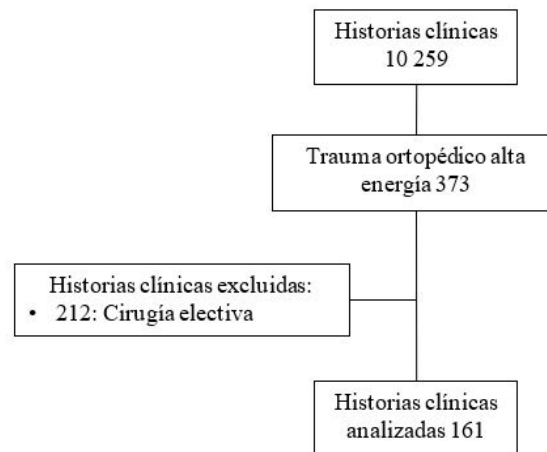 Historias clínicas
10 259
Trauma ortopédico alta
energía 373
Historias clínicas excluidas:
• 212: Cirugía electiva
Historias clínicas
analizadas 161